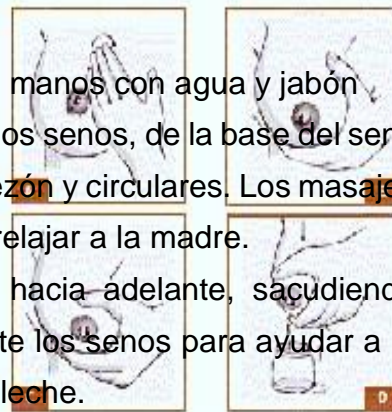 manos con agua y jabón
os senos, de la base del sen
ezón y circulares. Los masaje
relajar a la madre.
hacia adelante, sacudiend
te los senos para ayudar a
leche.
D